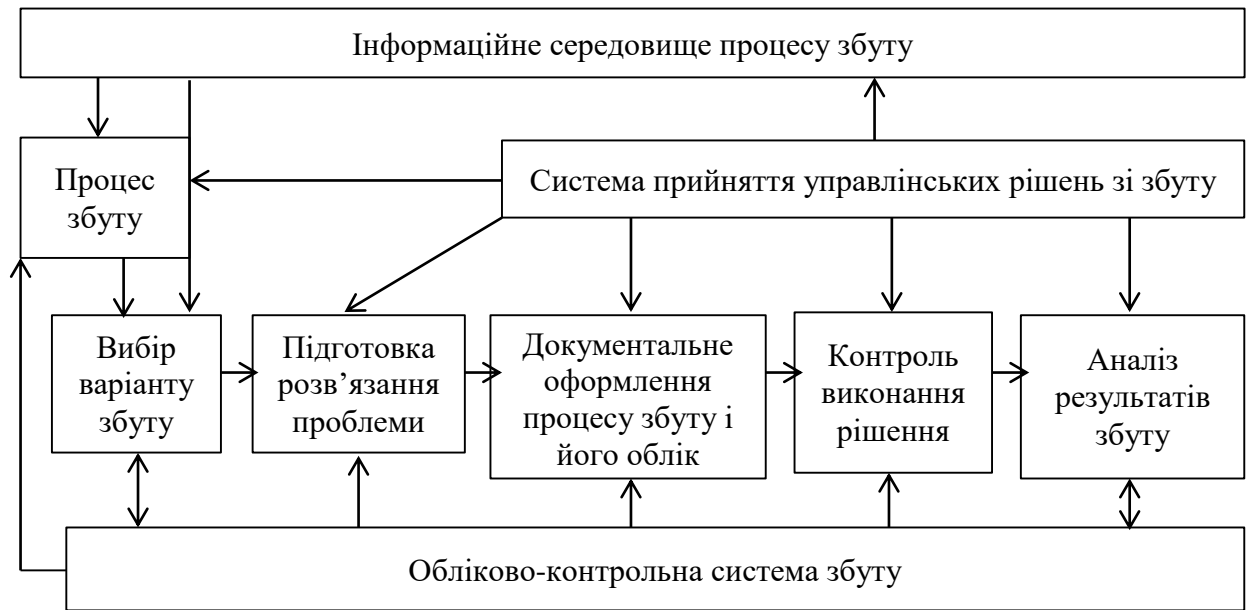 Інформаційне середовище процесу збуту
Процес
збуту
Система прийняття управлінських рішень зі збуту
Вибір
варіанту
збуту
Підготовка
розв’язання
проблеми
Документальне
оформлення
процесу збуту і
його облік
Контроль
виконання
рішення
Аналіз
результатів
збуту
Обліково-контрольна система збуту